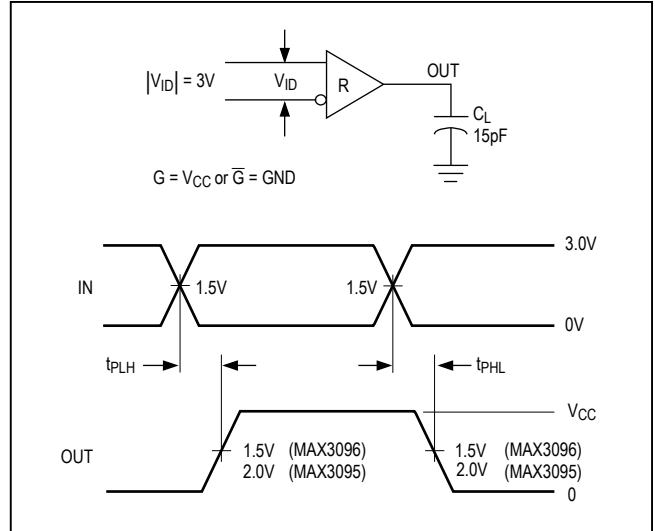 OUT
|VID| = 3V
VID
R
CL
15pF
G = VCC or G̅ = GND
3.0V
IN
1.5V
1.5V
0V
tPLH
tPHL
VCC
OUT
1.5V (MAX3096)
2.0V (MAX3095)
1.5V (MAX3096)
2.0V (MAX3095)
0